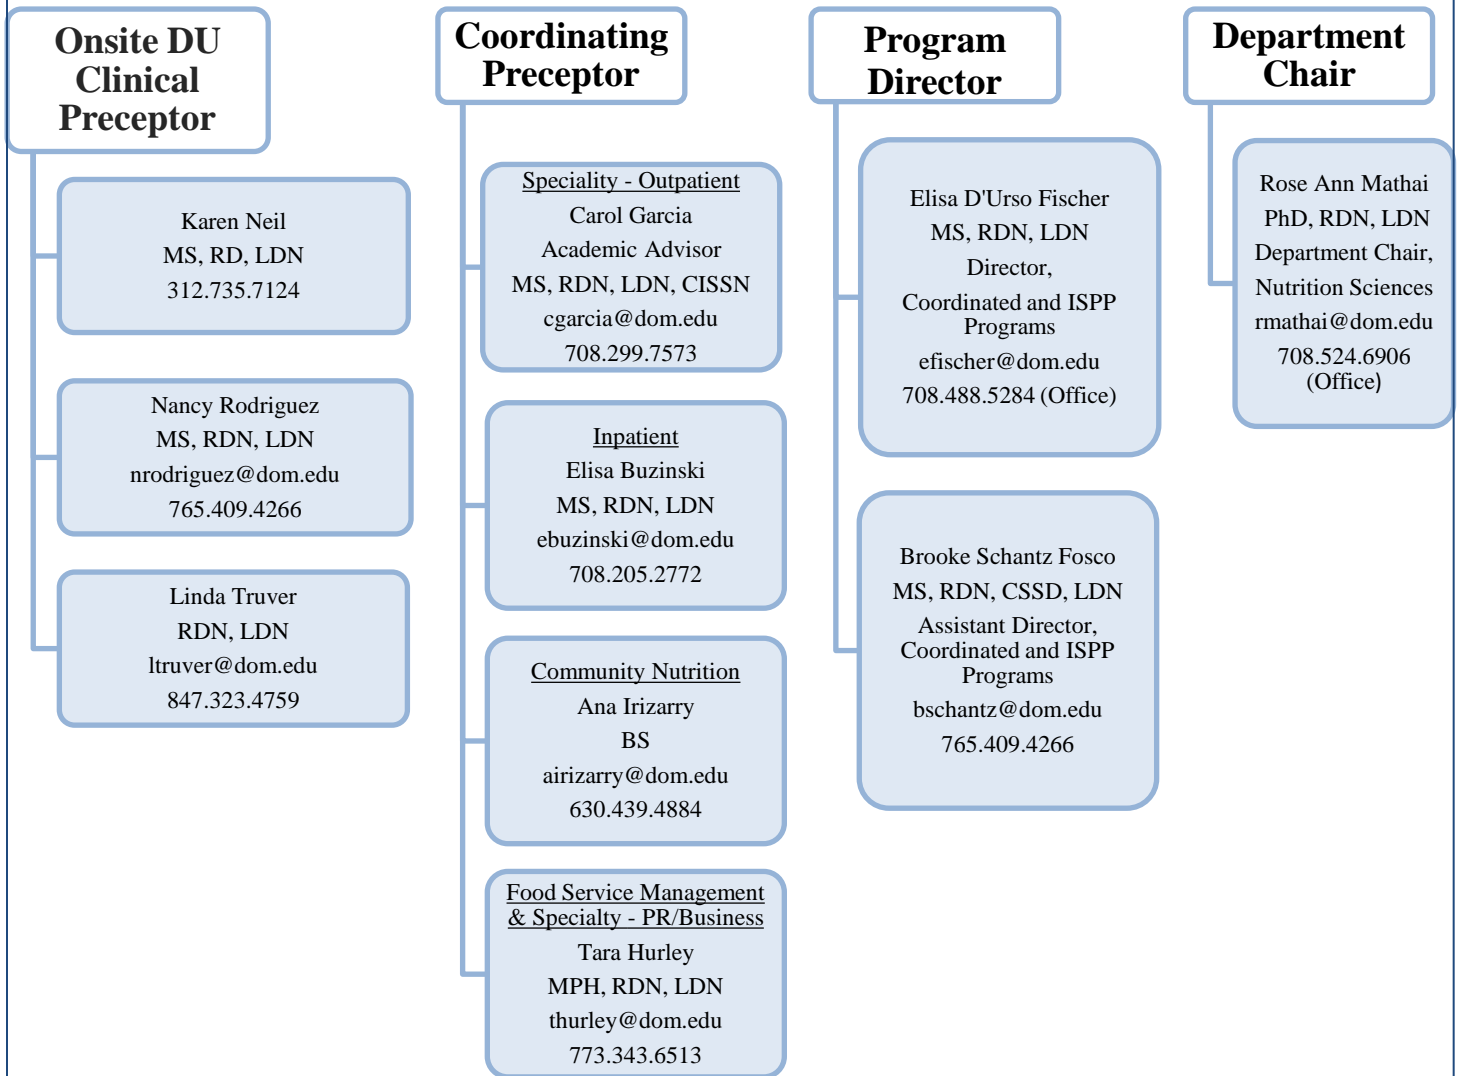 Onsite DU
Clinical
Preceptor
Karen Neil
MS, RD, LDN
312.735.7124
Nancy Rodriguez
MS, RDN, LDN
nrodriguez@dom.edu
765.409.4266
Linda Truver
RDN, LDN
ltruver@dom.edu
847.323.4759
Coordinating
Preceptor
Speciality - Outpatient
Carol Garcia
Academic Advisor
MS, RDN, LDN, CISSN
cgarcia@dom.edu
708.299.7573
Inpatient
Elisa Buzinski
MS, RDN, LDN
ebuzinski@dom.edu
708.205.2772
Community Nutrition
Ana Irizarry
BS
airizarry@dom.edu
630.439.4884
Food Service Management
& Specialty - PR/Business
Tara Hurley
MPH, RDN, LDN
thurley@dom.edu
773.343.6513
Program
Director
Elisa D'Urso Fischer
MS, RDN, LDN
Director,
Coordinated and ISPP
Programs
efischer@dom.edu
708.488.5284 (Office)
Brooke Schantz Fosco
MS, RDN, CSSD, LDN
Assistant Director,
Coordinated and ISPP
Programs
bschantz@dom.edu
765.409.4266
Department
Chair
Rose Ann Mathai
PhD, RDN, LDN
Department Chair,
Nutrition Sciences
rmathai@dom.edu
708.524.6906
(Office)